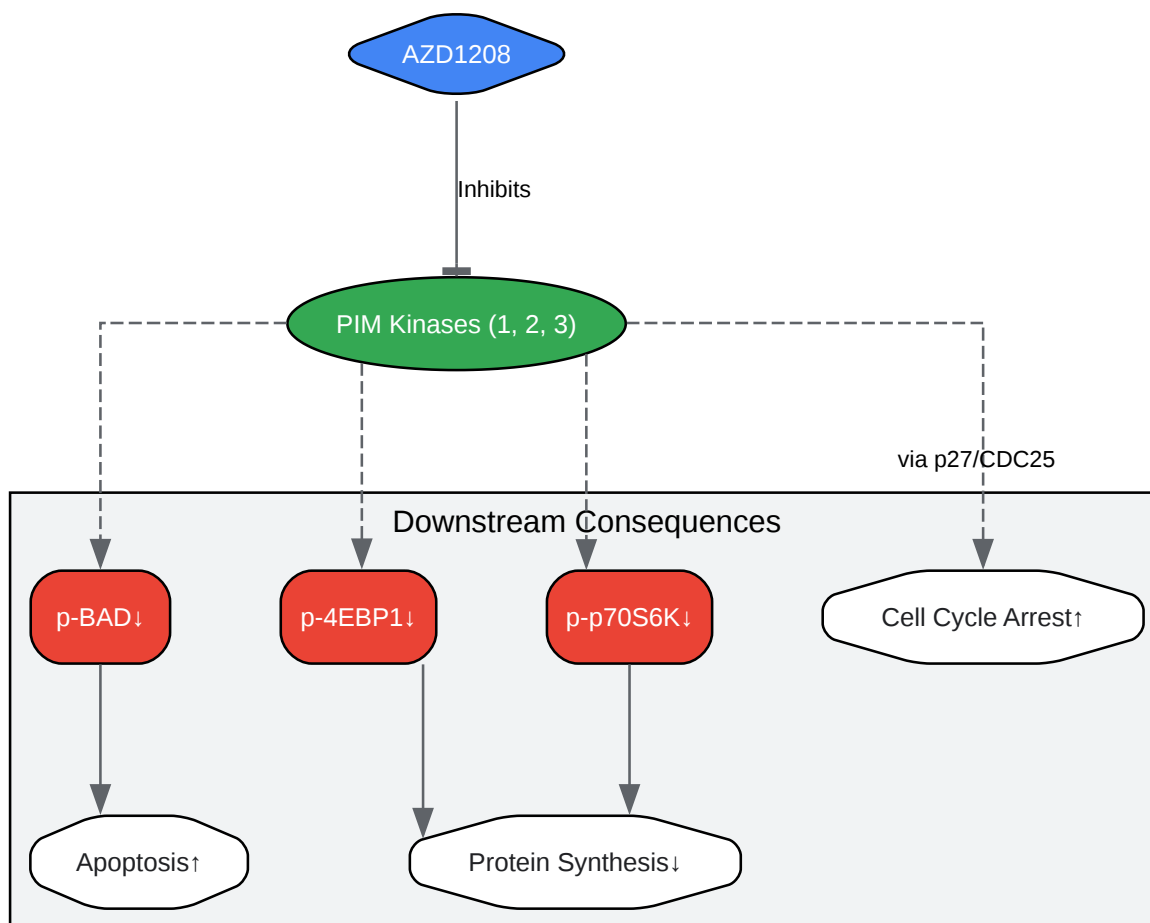 AZD1208
Inhibits
PIM Kinases (1, 2, 3)
via p27/CDC25
Downstream Consequences
p-BAD↓
p-4EBP1↓
p-p70S6K↓
Cell Cycle Arrest↑
Apoptosis↑
Protein Synthesis↓